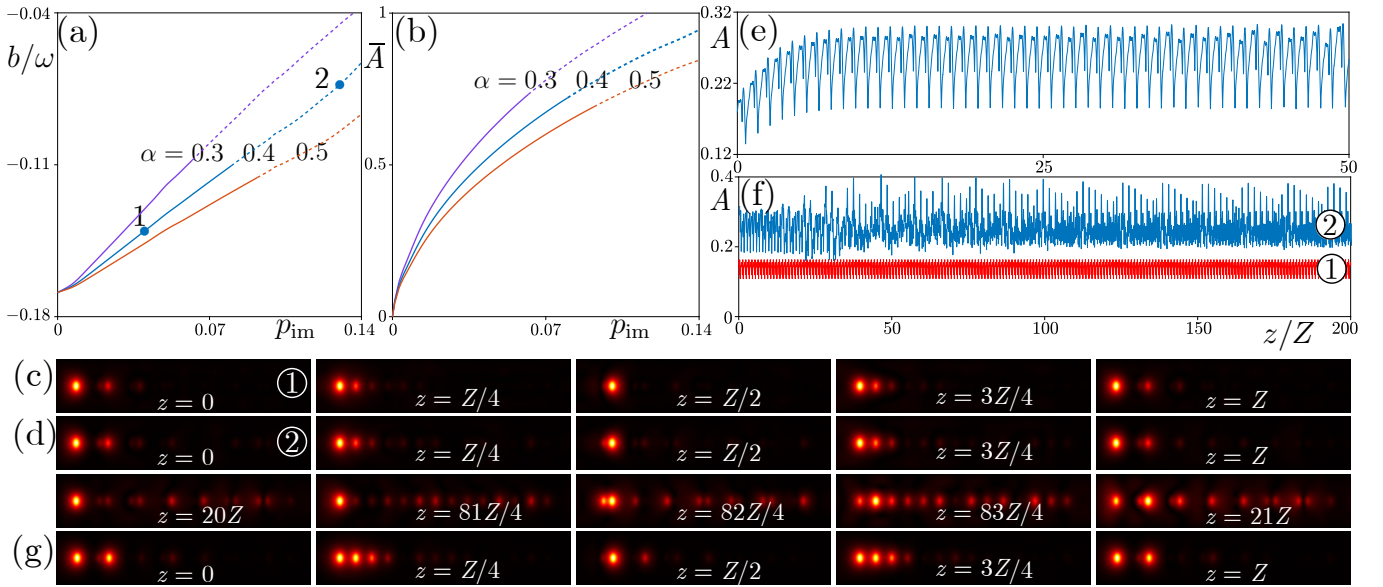 −0.04
b/ω
(a)
2
α = 0.3 0.4 0.5
−0.11
1
−0.18
0 0.07 p_im 0.14
1
A̅
(b)
α = 0.3 0.4 0.5
0.5
0
0 0.07 p_im 0.14
0.32
A
(e)
0.22
0.12
0 25 50
0.4
A
(f)
②
0.2
①
0
0 50 100 150 z/Z 200
(c) ①
z = 0 z = Z/4 z = Z/2 z = 3Z/4 z = Z
(d) ②
z = 0 z = Z/4 z = Z/2 z = 3Z/4 z = Z
z = 20Z z = 81Z/4 z = 82Z/4 z = 83Z/4 z = 21Z
(g)
z = 0 z = Z/4 z = Z/2 z = 3Z/4 z = Z